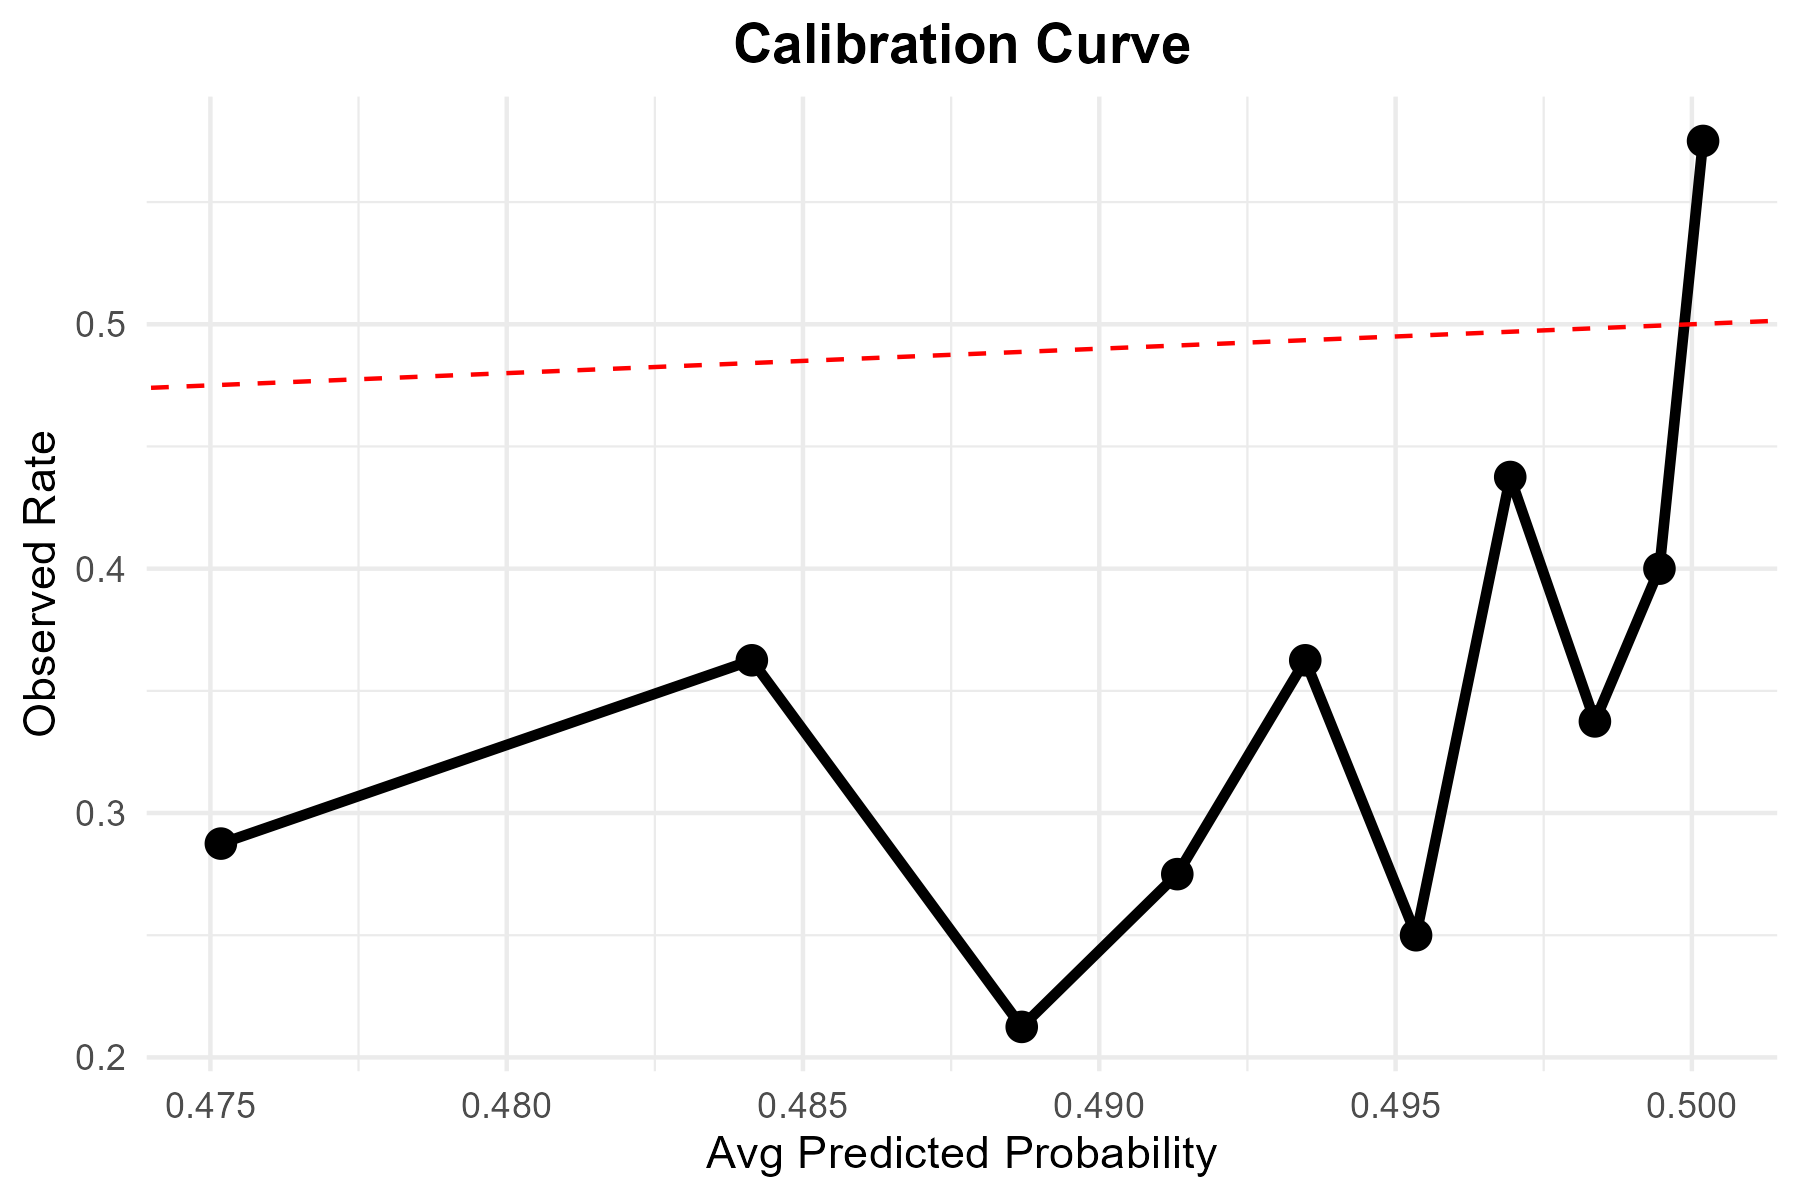 Calibration Curve
Observed Rate
0.5
0.4
0.3
0.2
0.475 0.480 0.485 0.490 0.495 0.500
Avg Predicted Probability